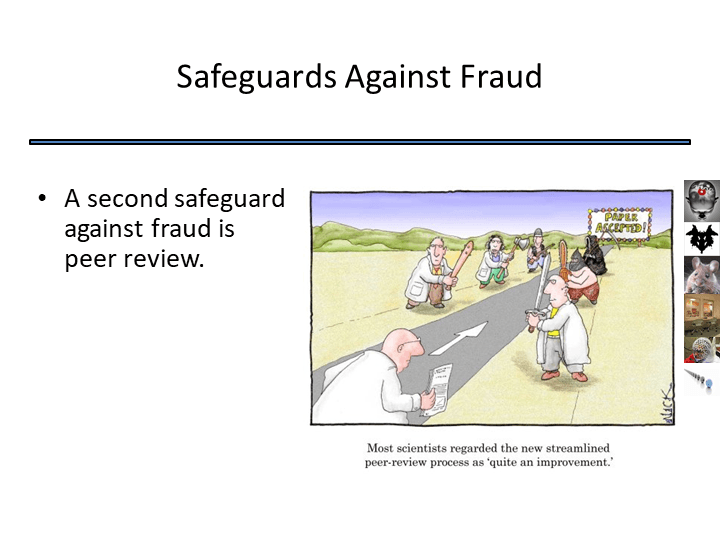 Safeguards Against Fraud
• A second safeguard
against fraud is
peer review.
PAPER
ACCEPTED!
NICK
Most scientists regarded the new streamlined
peer-review process as ‘quite an improvement.’